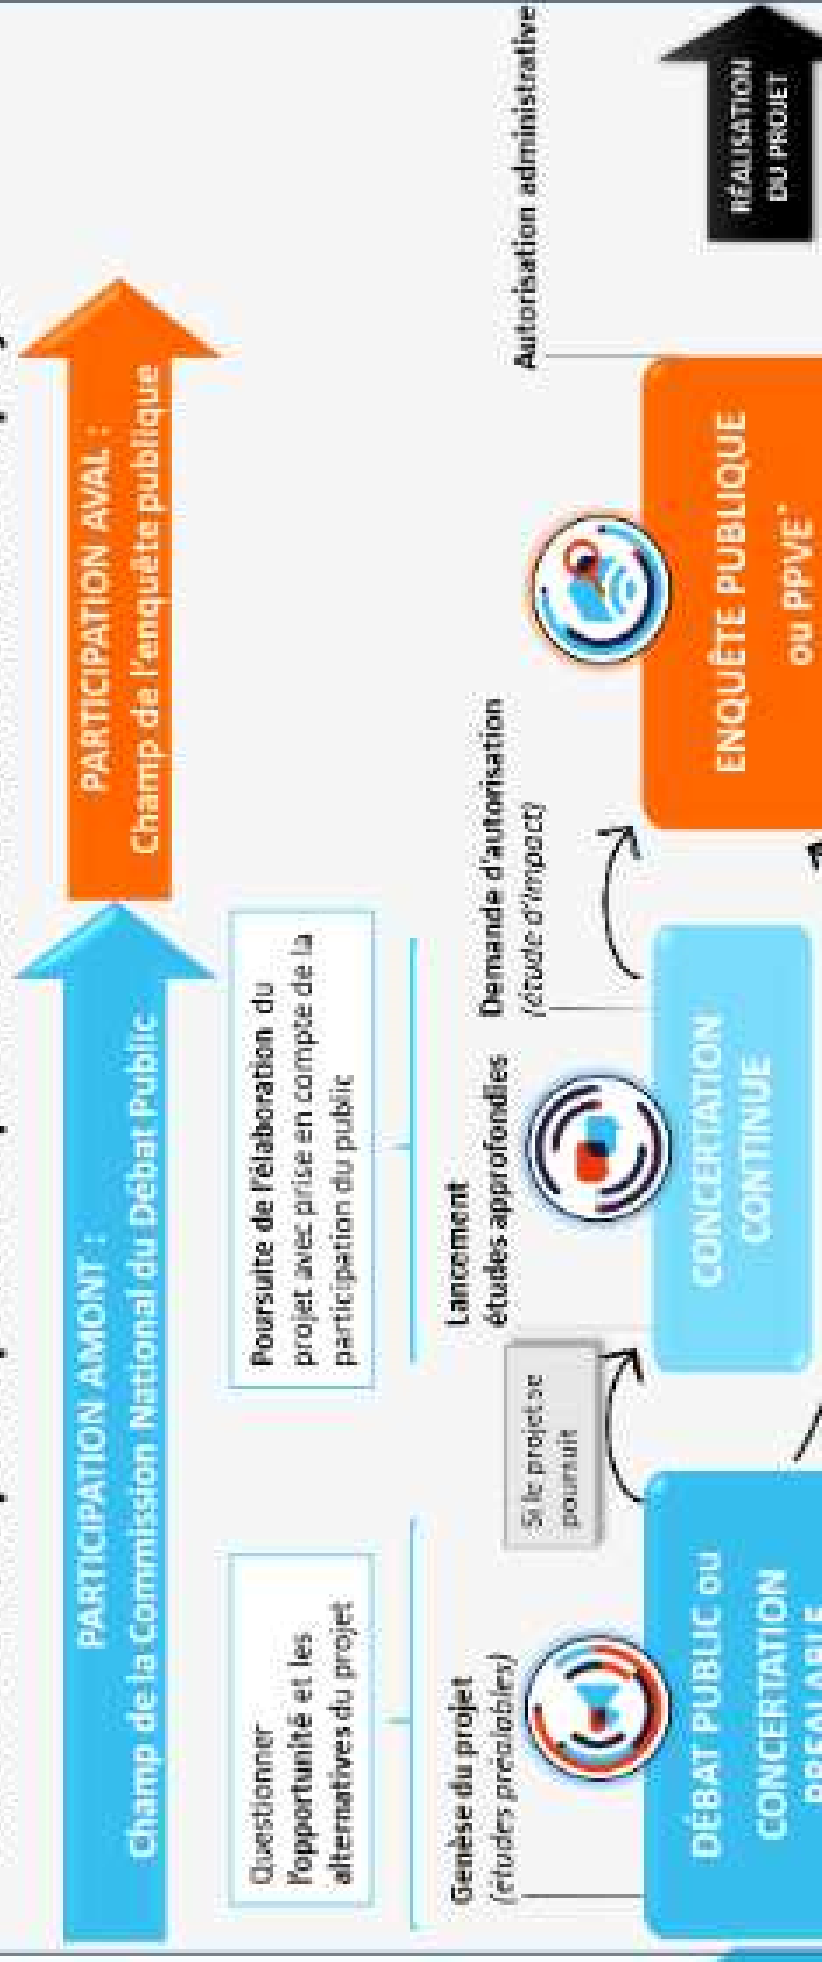 PARTICIPATION AMONT :
Champ de la Commission National du Débat Public
PARTICIPATION AVAL :
Champ de l'enquête publique
Questionner
l'opportunité et les
alternatives du projet
Poursuite de l'élaboration du
projet avec prise en compte de la
participation du public
Genèse du projet
(études préalables)
Si le projet se
poursuit
Lancement
études approfondies
Demande d'autorisation
(étude d'impact)
Autorisation administrative
DÉBAT PUBLIC ou
CONCERTATION
PREALABLE
CONCERTATION
CONTINUE
ENQUÊTE PUBLIQUE
ou PPVE*
RÉALISATION
DU PROJET